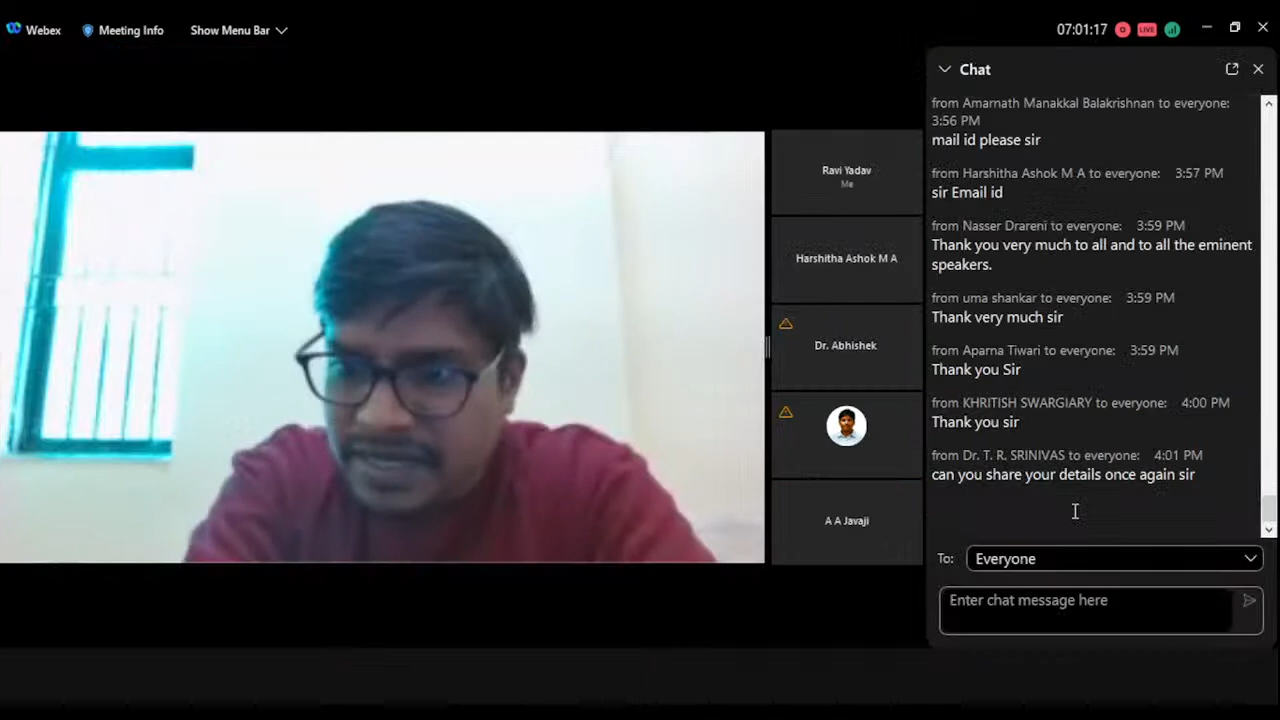 Webex
Meeting Info
Show Menu Bar
07:01:17
LIVE
Chat
from Amarnath Manakkal Balakrishnan to everyone:
3:56 PM
mail id please sir
from Harshitha Ashok M A to everyone: 3:57 PM
sir Email id
from Nasser Drareni to everyone: 3:59 PM
Thank you very much to all and to all the eminent
speakers.
from uma shankar to everyone: 3:59 PM
Thank very much sir
from Aparna Tiwari to everyone: 3:59 PM
Thank you Sir
from KHRITISH SWARGIARY to everyone: 4:00 PM
Thank you sir
from Dr. T. R. SRINIVAS to everyone: 4:01 PM
can you share your details once again sir
Ravi Yadav
Me
Harshitha Ashok M A
Dr. Abhishek
A A Javaji
To: Everyone
Enter chat message here